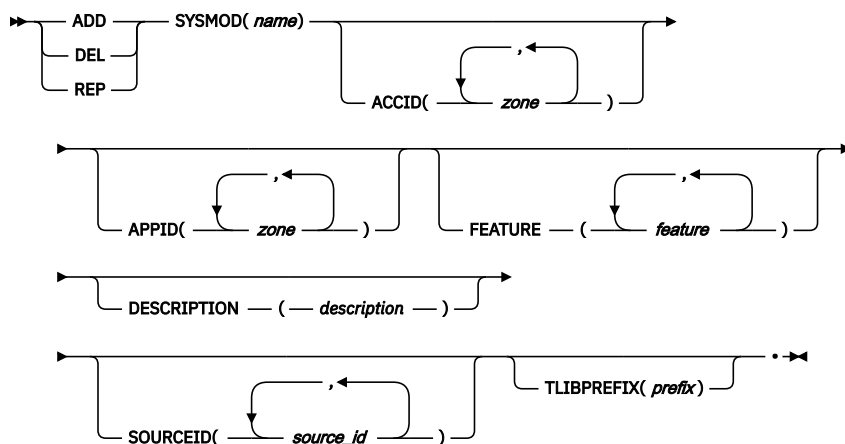 ADD SYSMOD( name)
DEL
REP
,
ACCID( zone )
, ,
APPID( zone ) FEATURE ( feature )
DESCRIPTION ( description )
,
TLIBPREFIX( prefix) .
SOURCEID( source_id )